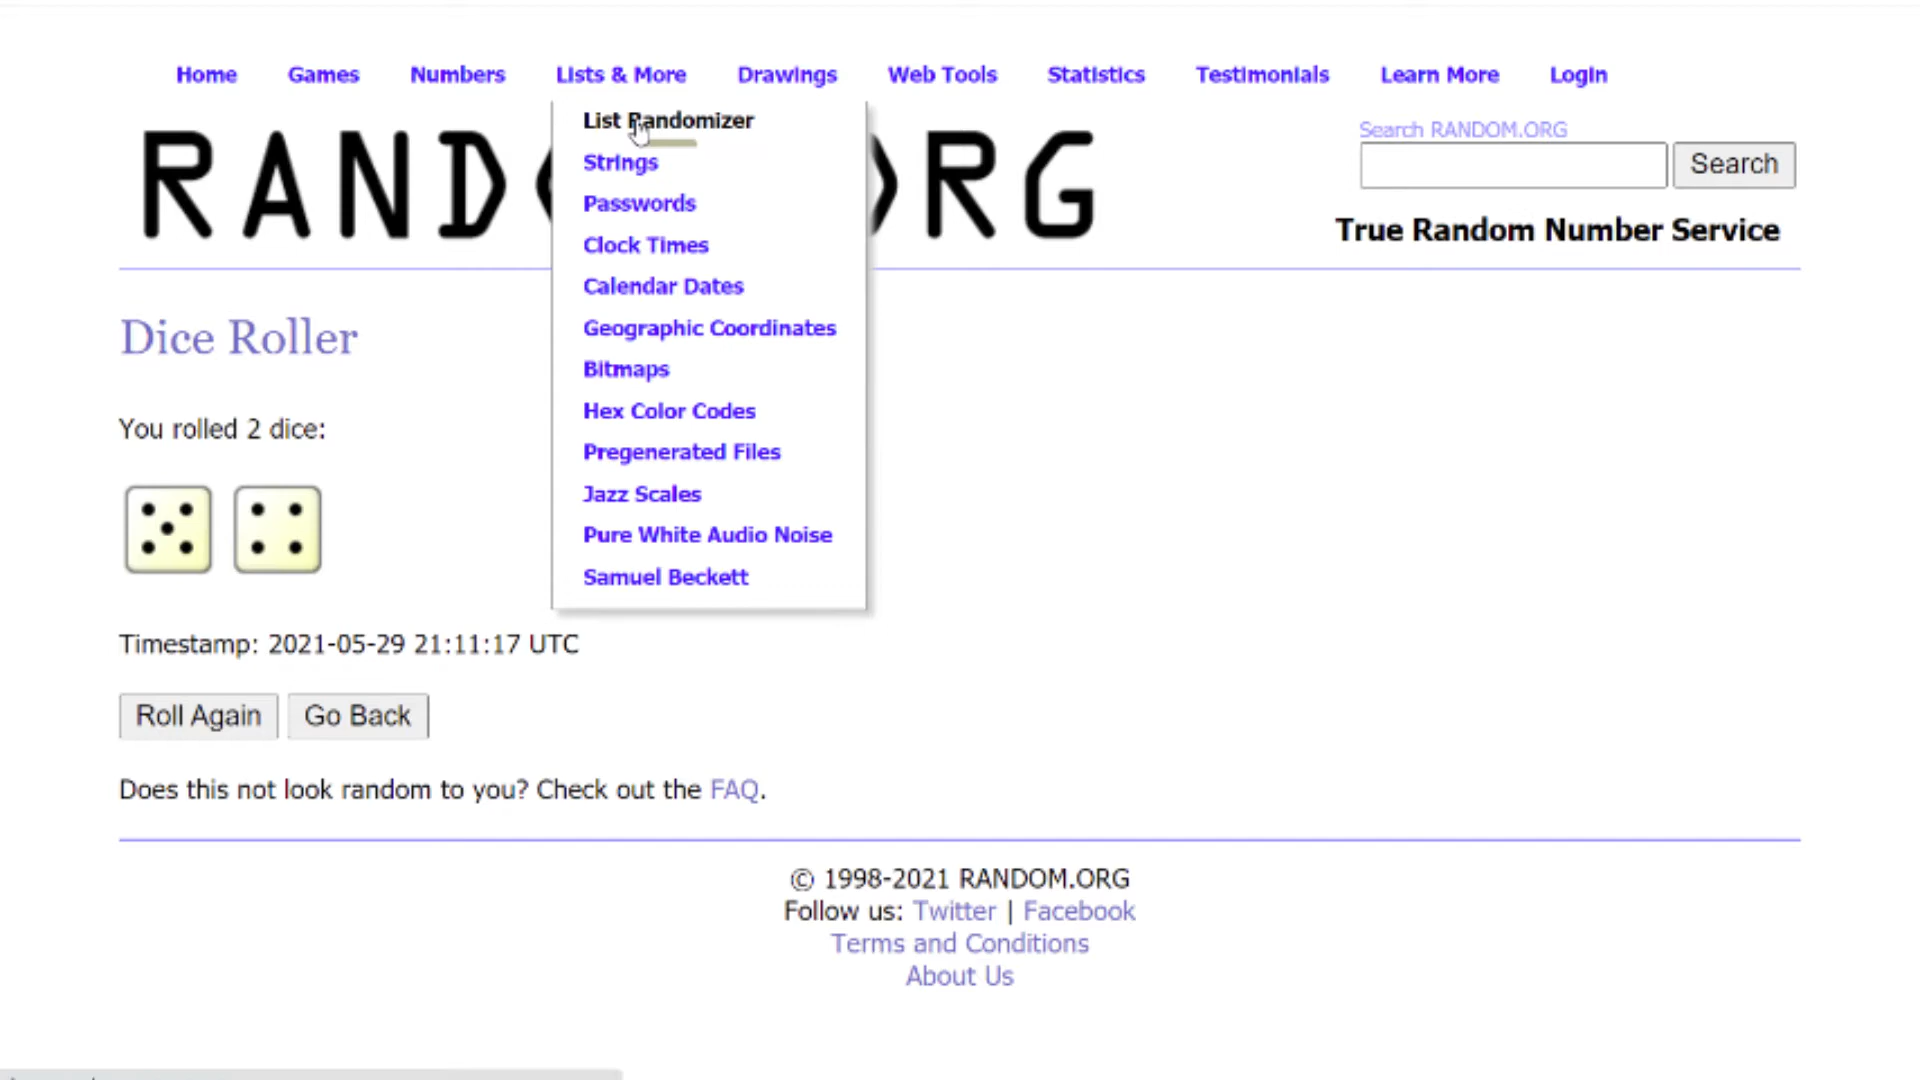 Home Games Numbers Lists & More Drawings Web Tools Statistics Testimonials Learn More Login
List Randomizer
Strings
Passwords
Clock Times
Calendar Dates
Geographic Coordinates
Bitmaps
Hex Color Codes
Pregenerated Files
Jazz Scales
Pure White Audio Noise
Samuel Beckett
RAND RG
Search RANDOM.ORG
Search
True Random Number Service
Dice Roller
You rolled 2 dice:
Timestamp: 2021-05-29 21:11:17 UTC
Roll Again Go Back
Does this not look random to you? Check out the FAQ.
© 1998-2021 RANDOM.ORG
Follow us: Twitter | Facebook
Terms and Conditions
About Us